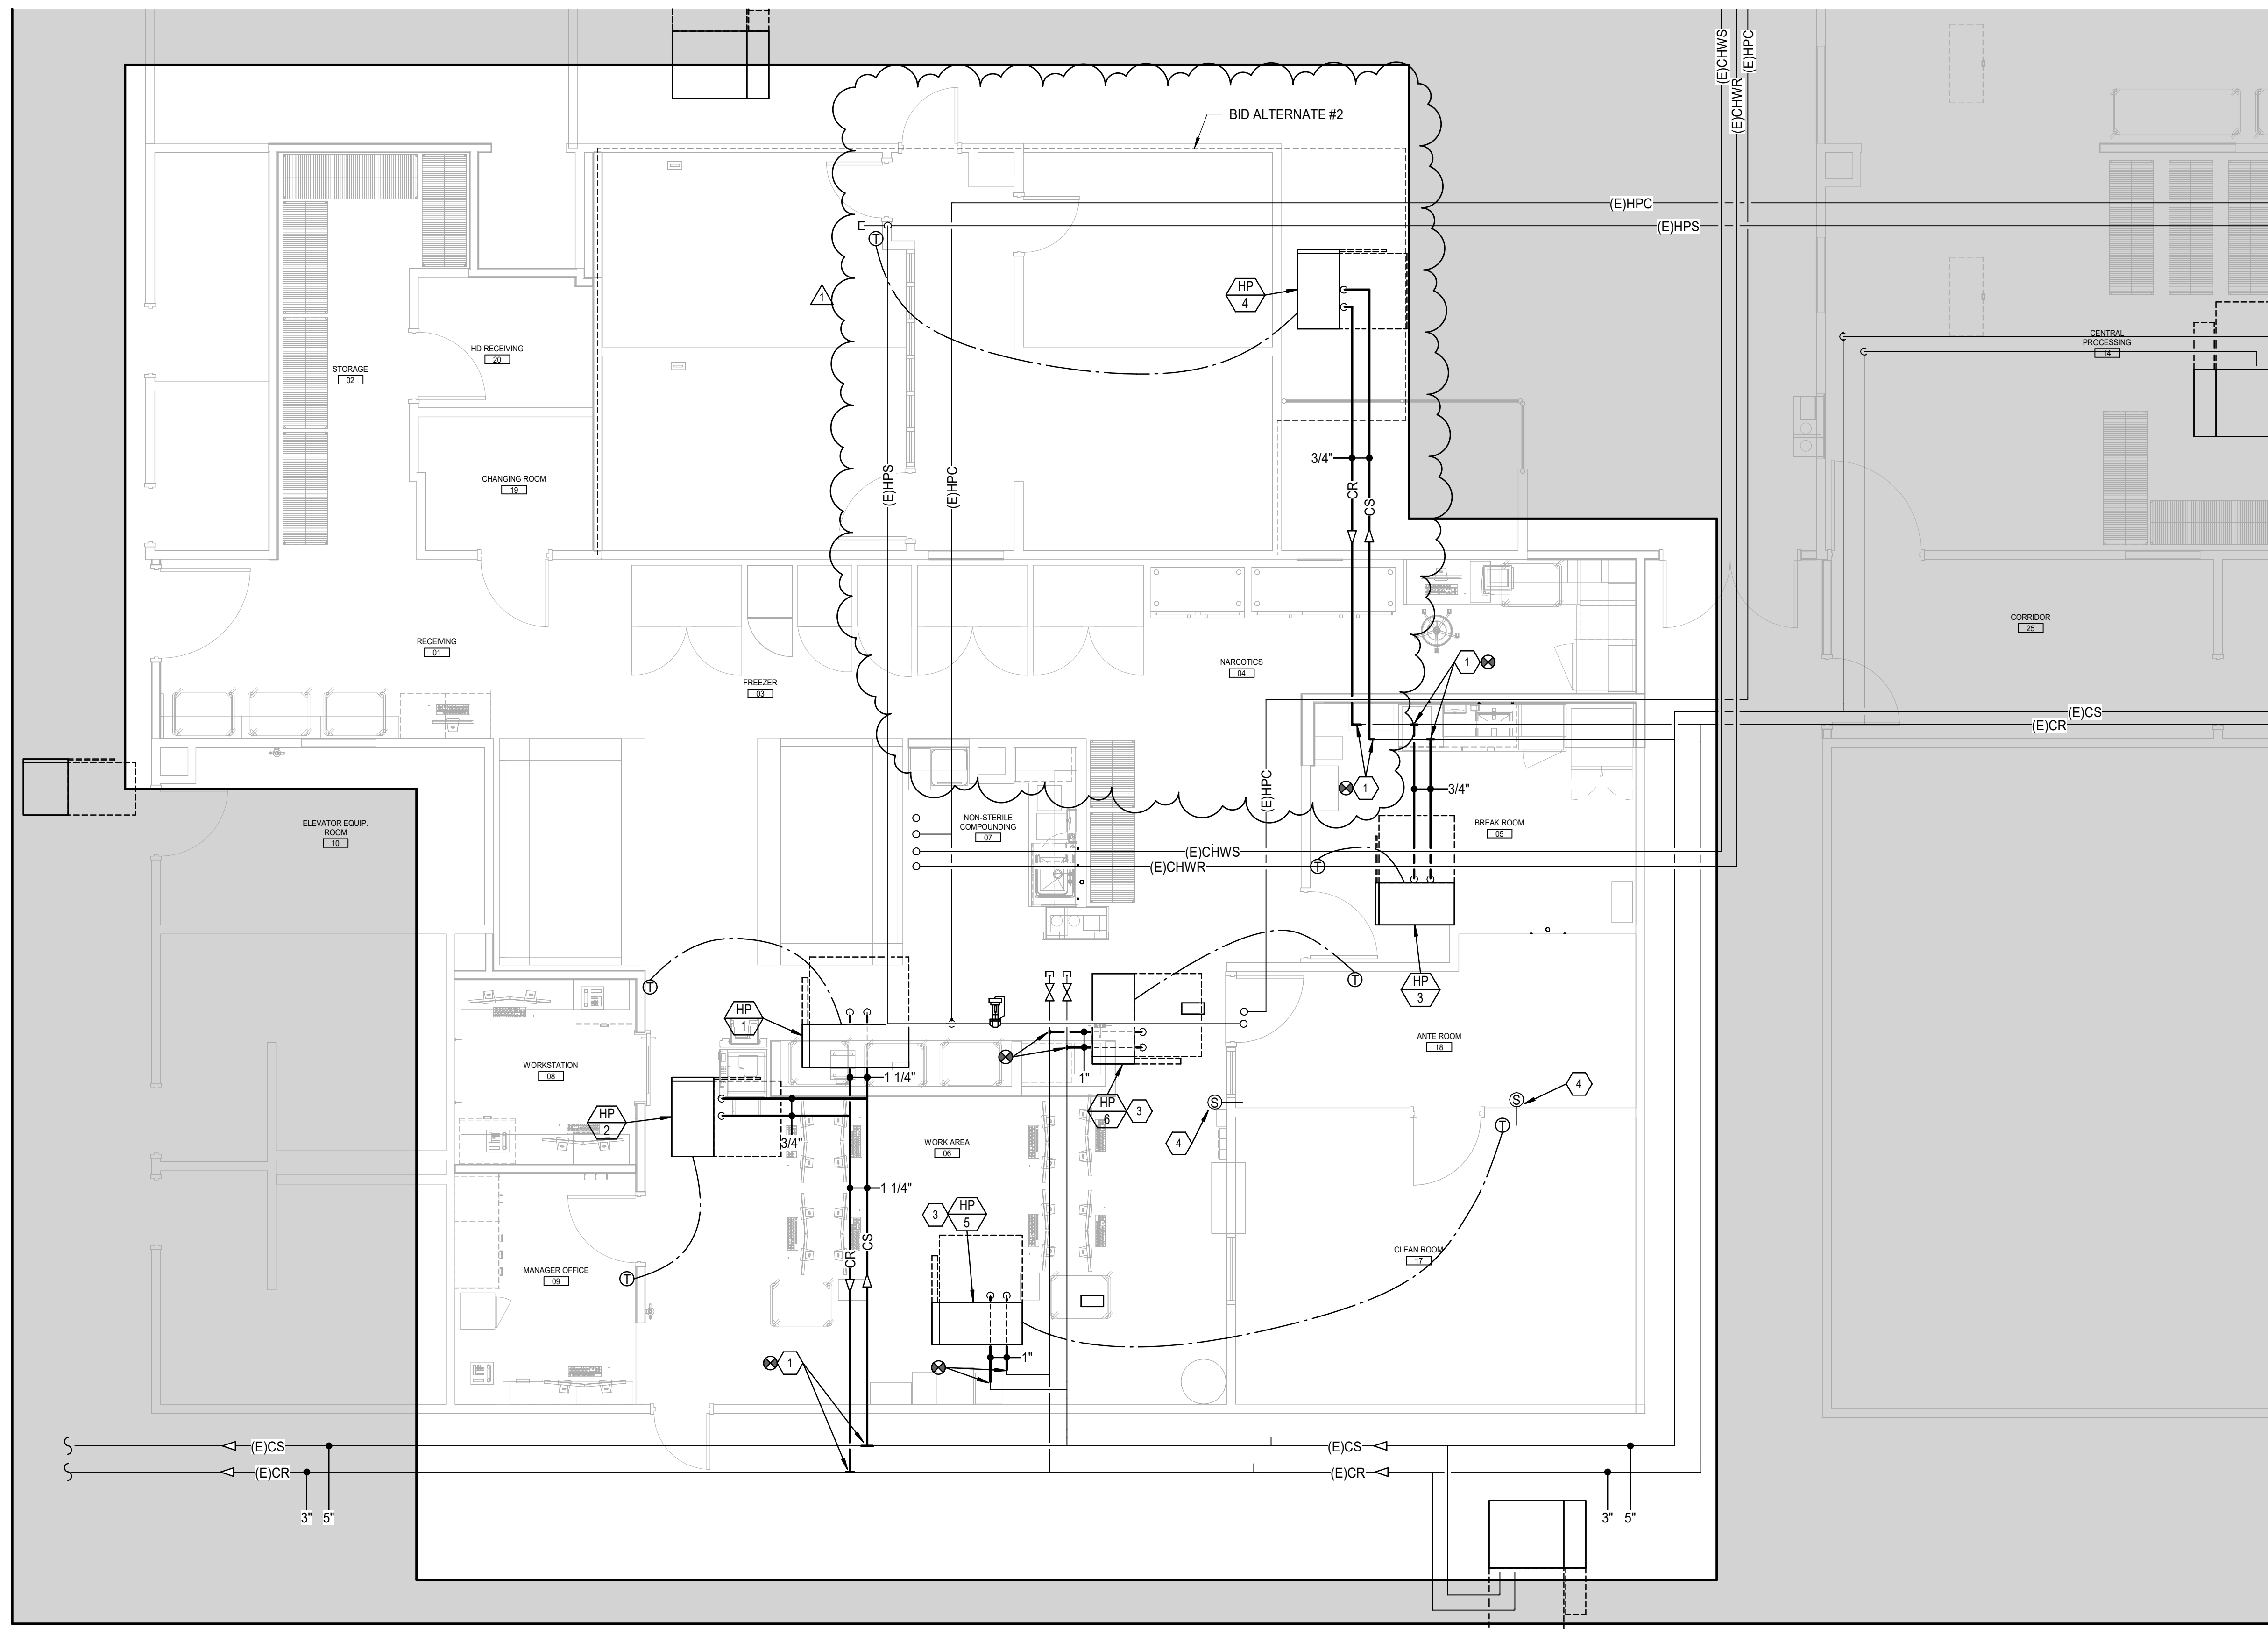 (E)CHWS
(E)CHWR
(E)HPC
BID ALTERNATE #2
(E)HPC
(E)HPS
T
HP
4
1
CENTRAL
PROCESSING
14
HD RECEIVING
20
STORAGE
02
3/4"
CHANGING ROOM
19
(E)HPS
(E)HPC
CR
CS
CORRIDOR
25
RECEIVING
01
NARCOTICS
04
1
FREEZER
03
(E)CS
(E)CR
(E)HPC
1
3/4"
ELEVATOR EQUIP.
ROOM
10
NON-STERILE
COMPOUNDING
07
BREAK ROOM
05
(E)CHWS
(E)CHWR
T
T
T
HP
3
HP
1
ANTE ROOM
18
WORKSTATION
08
1 1/4"
1"
4
HP
2
HP
6
3
S
S
T
3/4"
WORK AREA
06
4
1 1/4"
3
HP
5
CR
CS
CLEAN ROOM
17
MANAGER OFFICE
09
T
1"
1
(E)CS
(E)CS
(E)CR
(E)CR
3"
5"
3"
5"